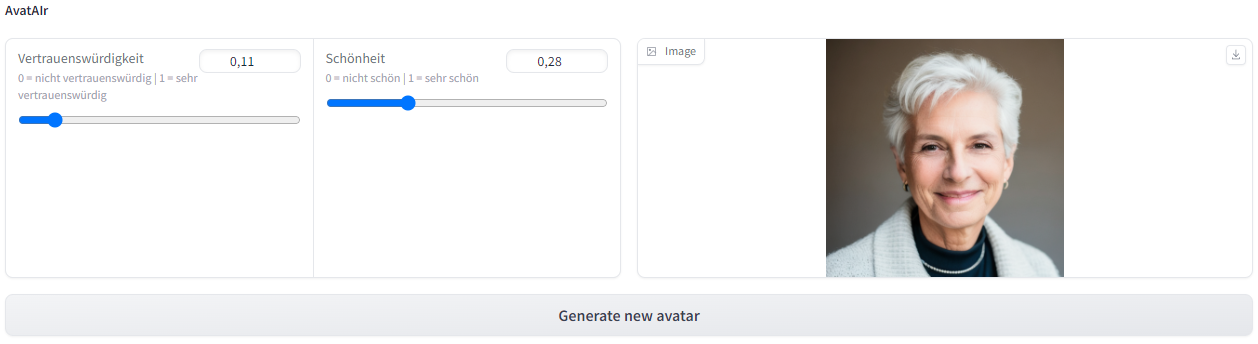 AvatAIr
Vertrauenswürdigkeit
0,11
0 = nicht vertrauenswürdig | 1 = sehr
vertrauenswürdig
Schönheit
0,28
0 = nicht schön | 1 = sehr schön
Image
Generate new avatar